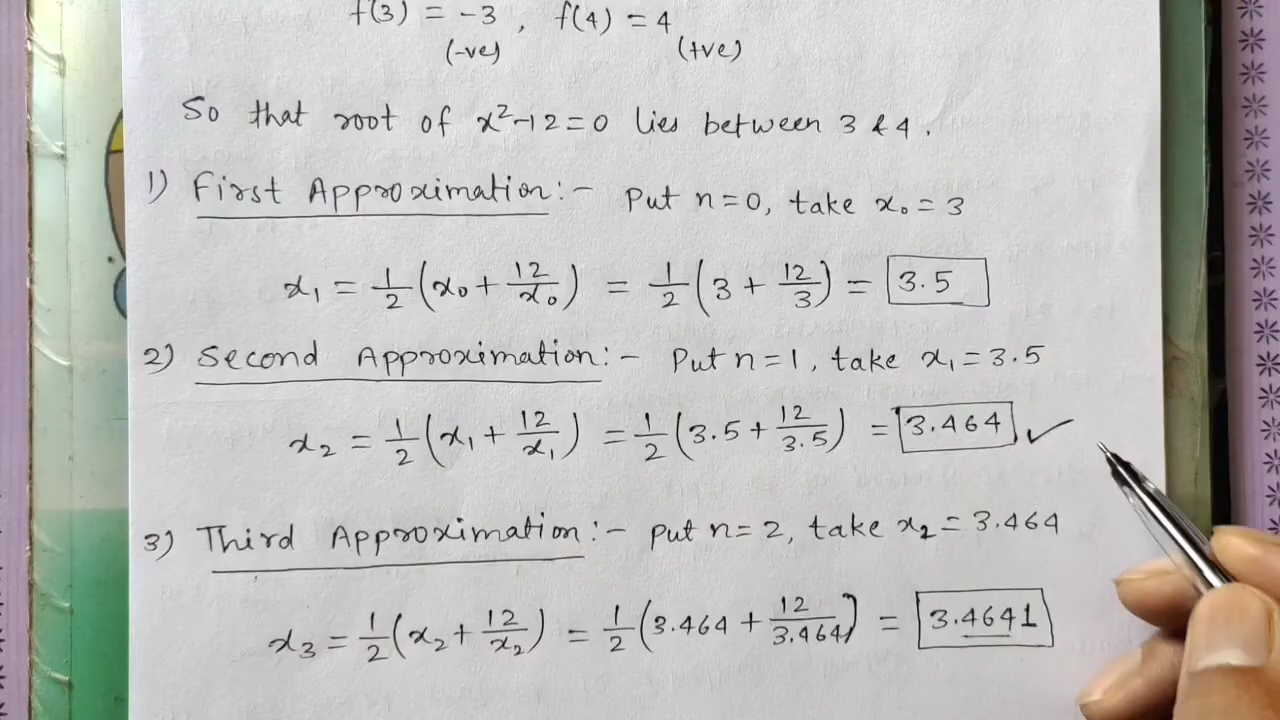 f(3) = -3 , f(4) = 4
(-ve) (+ve)
So that root of x²-12=0 lies between 3 & 4.
1) First Approximation:- Put n=0, take x₀=3
x₁ = 1/2 (x₀ + 12/x₀) = 1/2 (3 + 12/3) = 3.5
2) Second Approximation:- Put n=1, take x₁=3.5
x₂ = 1/2 (x₁ + 12/x₁) = 1/2 (3.5 + 12/3.5) = 3.464 ✓
3) Third Approximation:- Put n=2, take x₂=3.464
x₃ = 1/2 (x₂ + 12/x₂) = 1/2 (3.464 + 12/3.464) = 3.4641